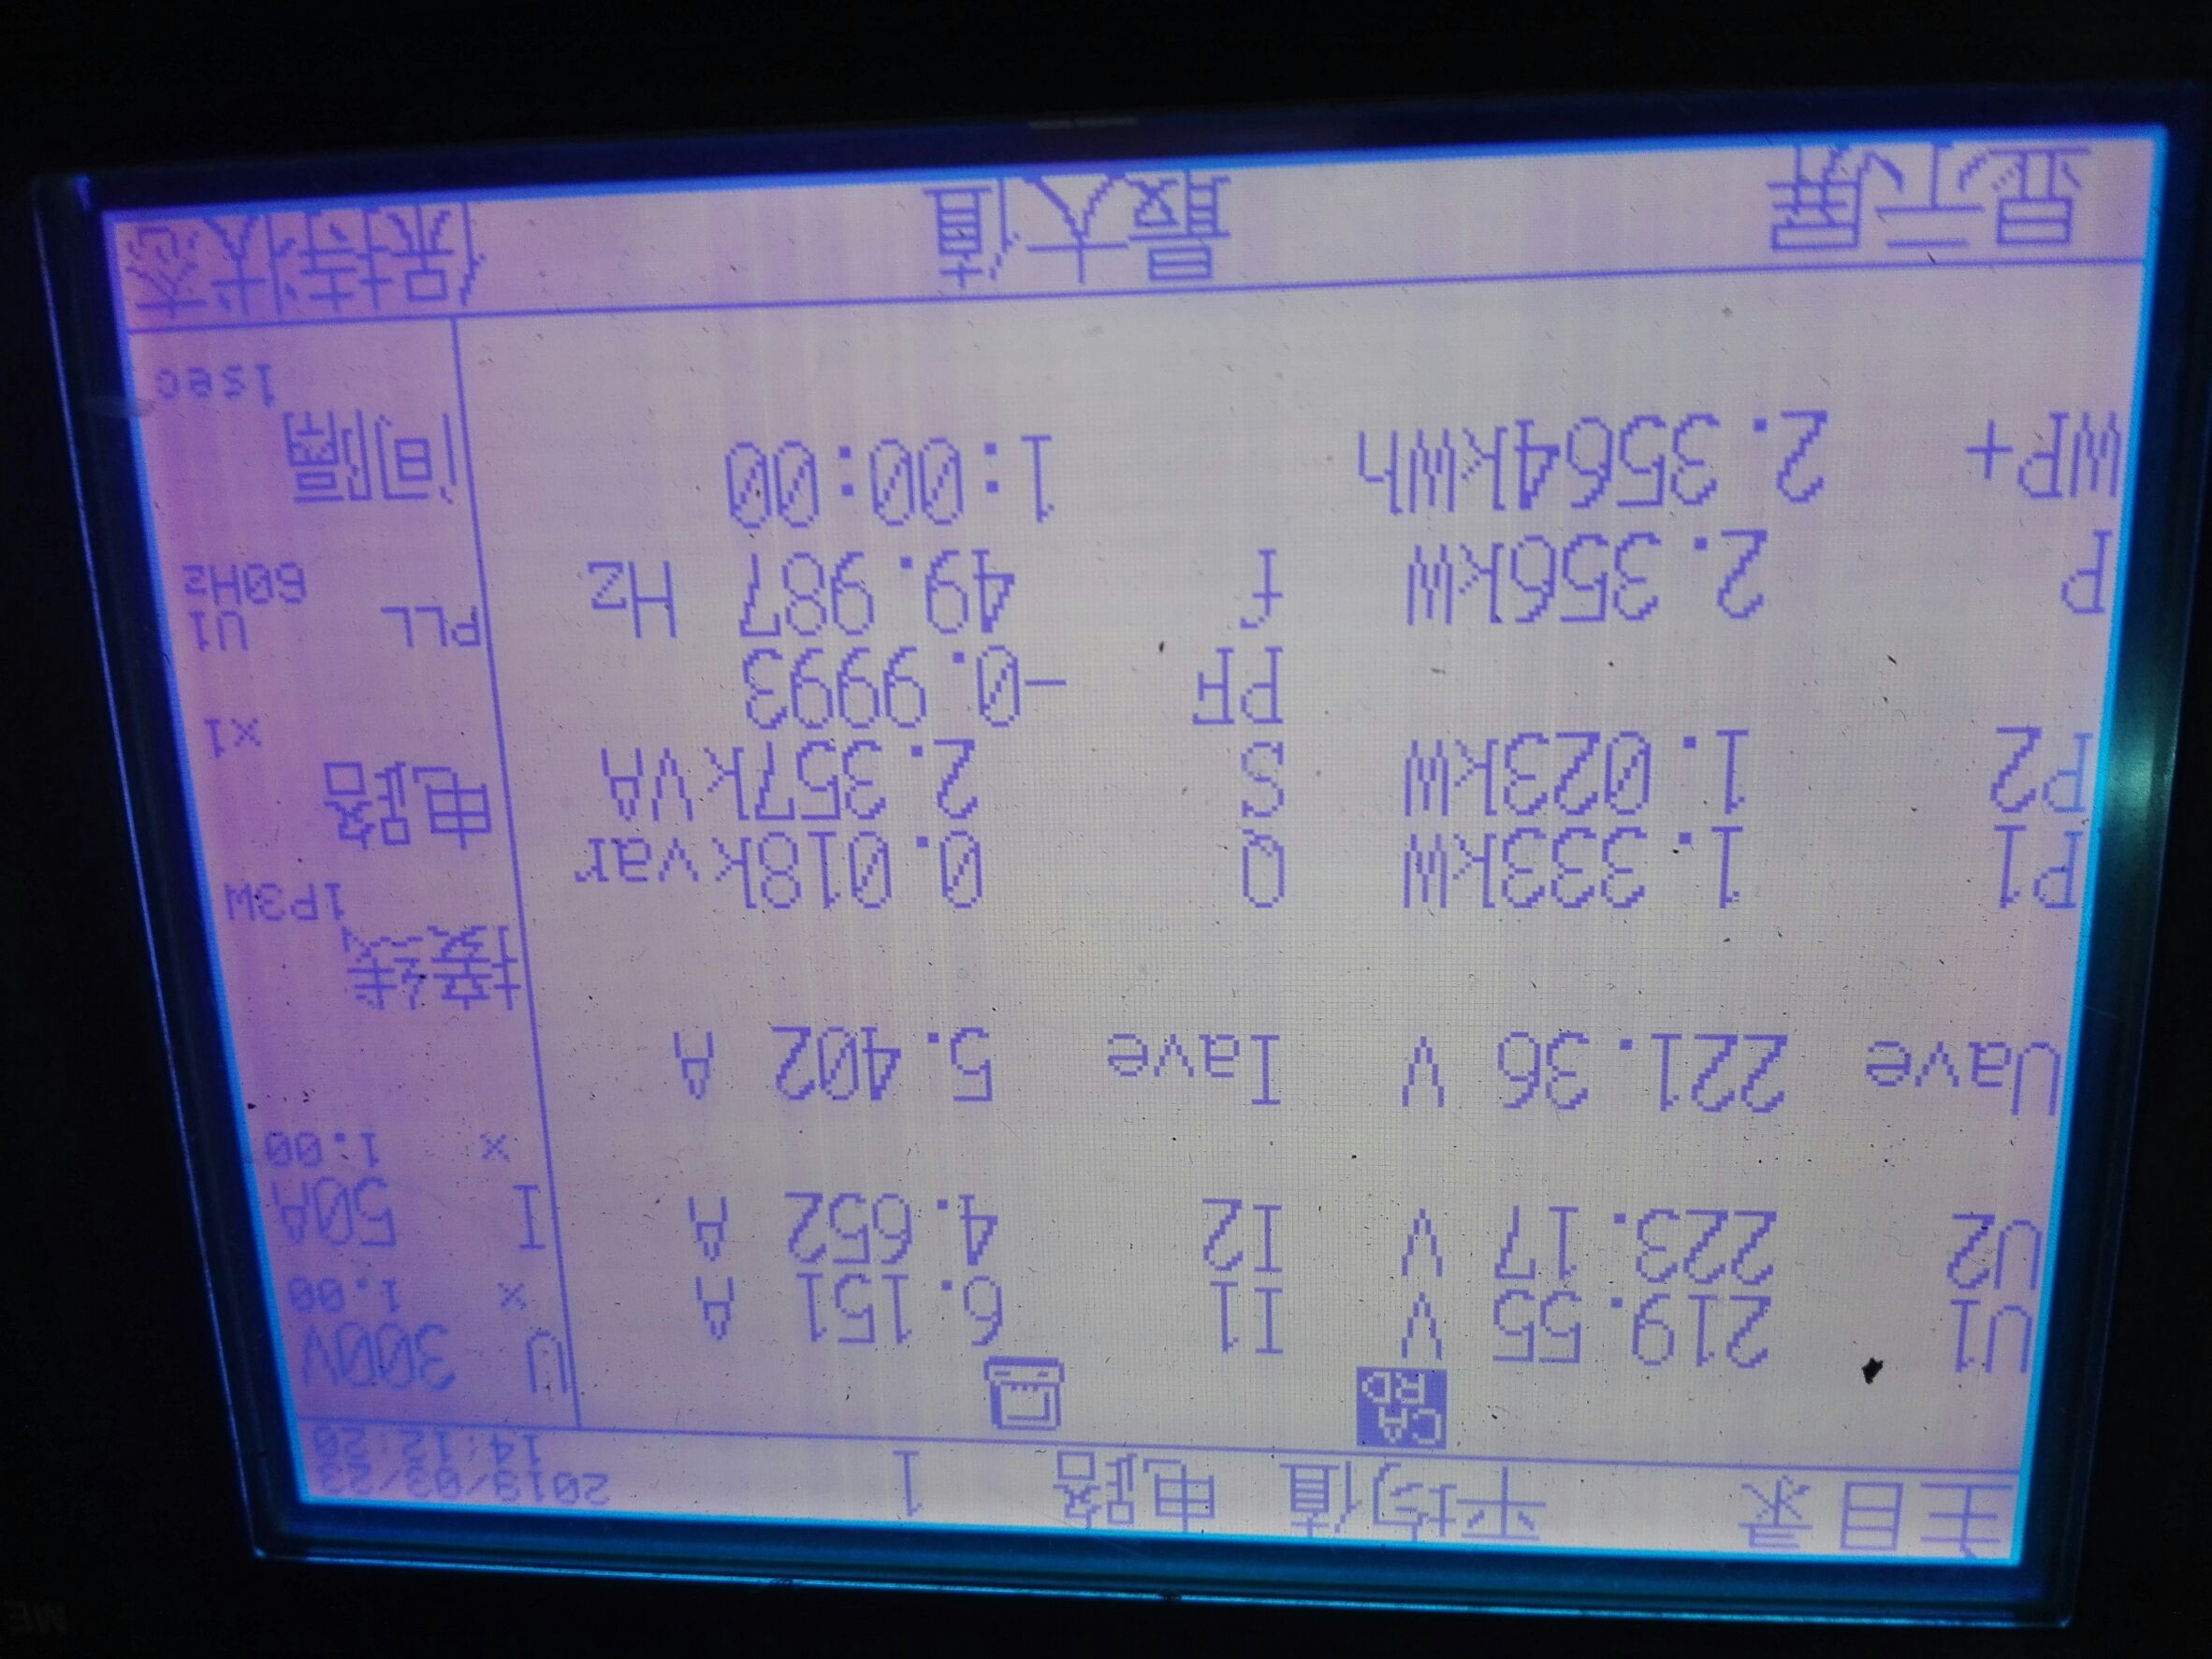 主目录 平均值 电路 1 2019/03/23
14:12:20
CARD
U1 219.55 V I1 6.151 A
U2 223.17 V I2 4.652 A
Uave 221.36 V Iave 5.402 A
P1 1.333kW Q 0.018kvar
P2 1.023kW S 2.357kVA
PF -0.9993
P 2.356kW f 49.987 Hz
WP+ 2.3564kWh 1:00:00
U 300V
x 1.00
I 50A
x 1.00
接线
1P3W
电路
x1
PLL U1
60Hz
间隔
1sec
显示屏 最大值 保持状态